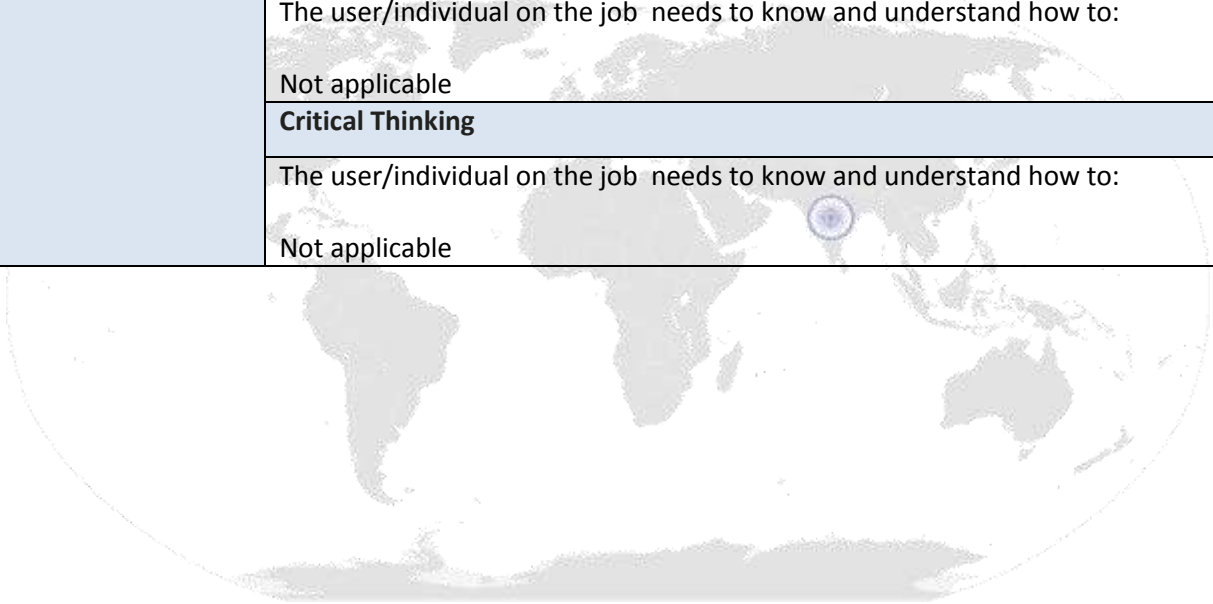 The user/individual on the job  needs to know and understand how to:
Not applicable
Critical Thinking
The user/individual on the job  needs to know and understand how to:
Not applicable